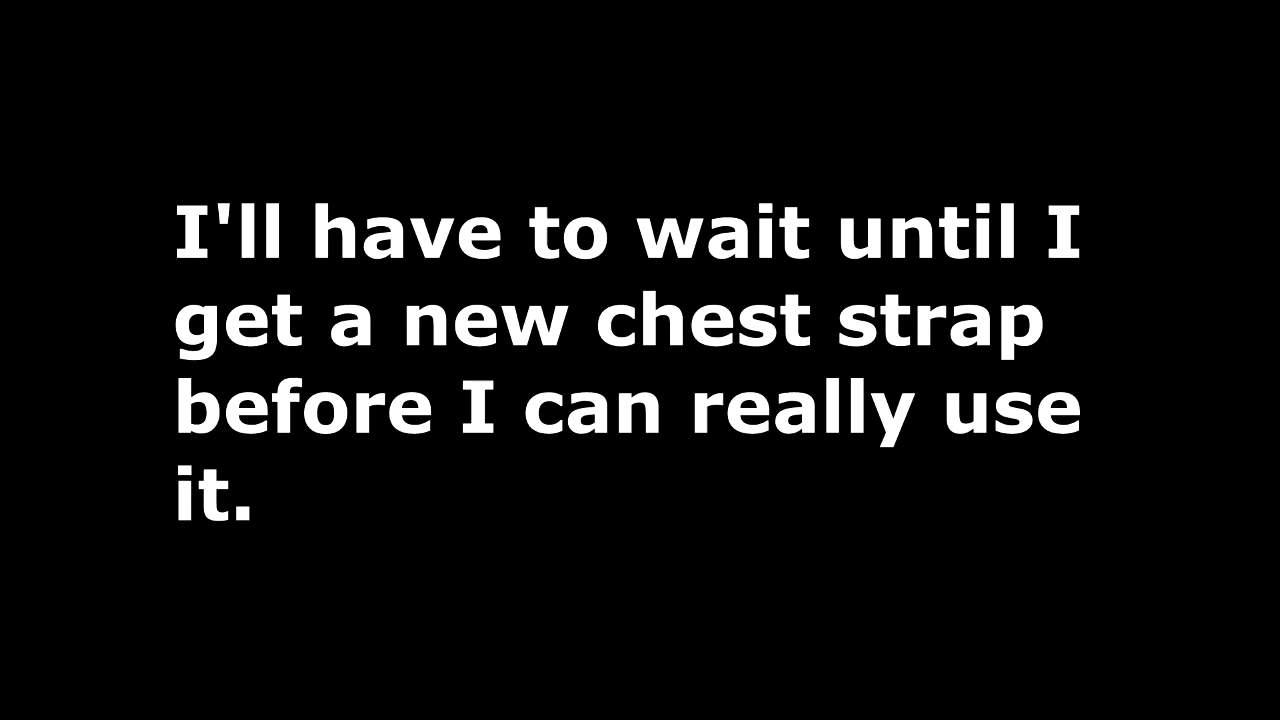 I'll have to wait until I
get a new chest strap
before I can really use
it.